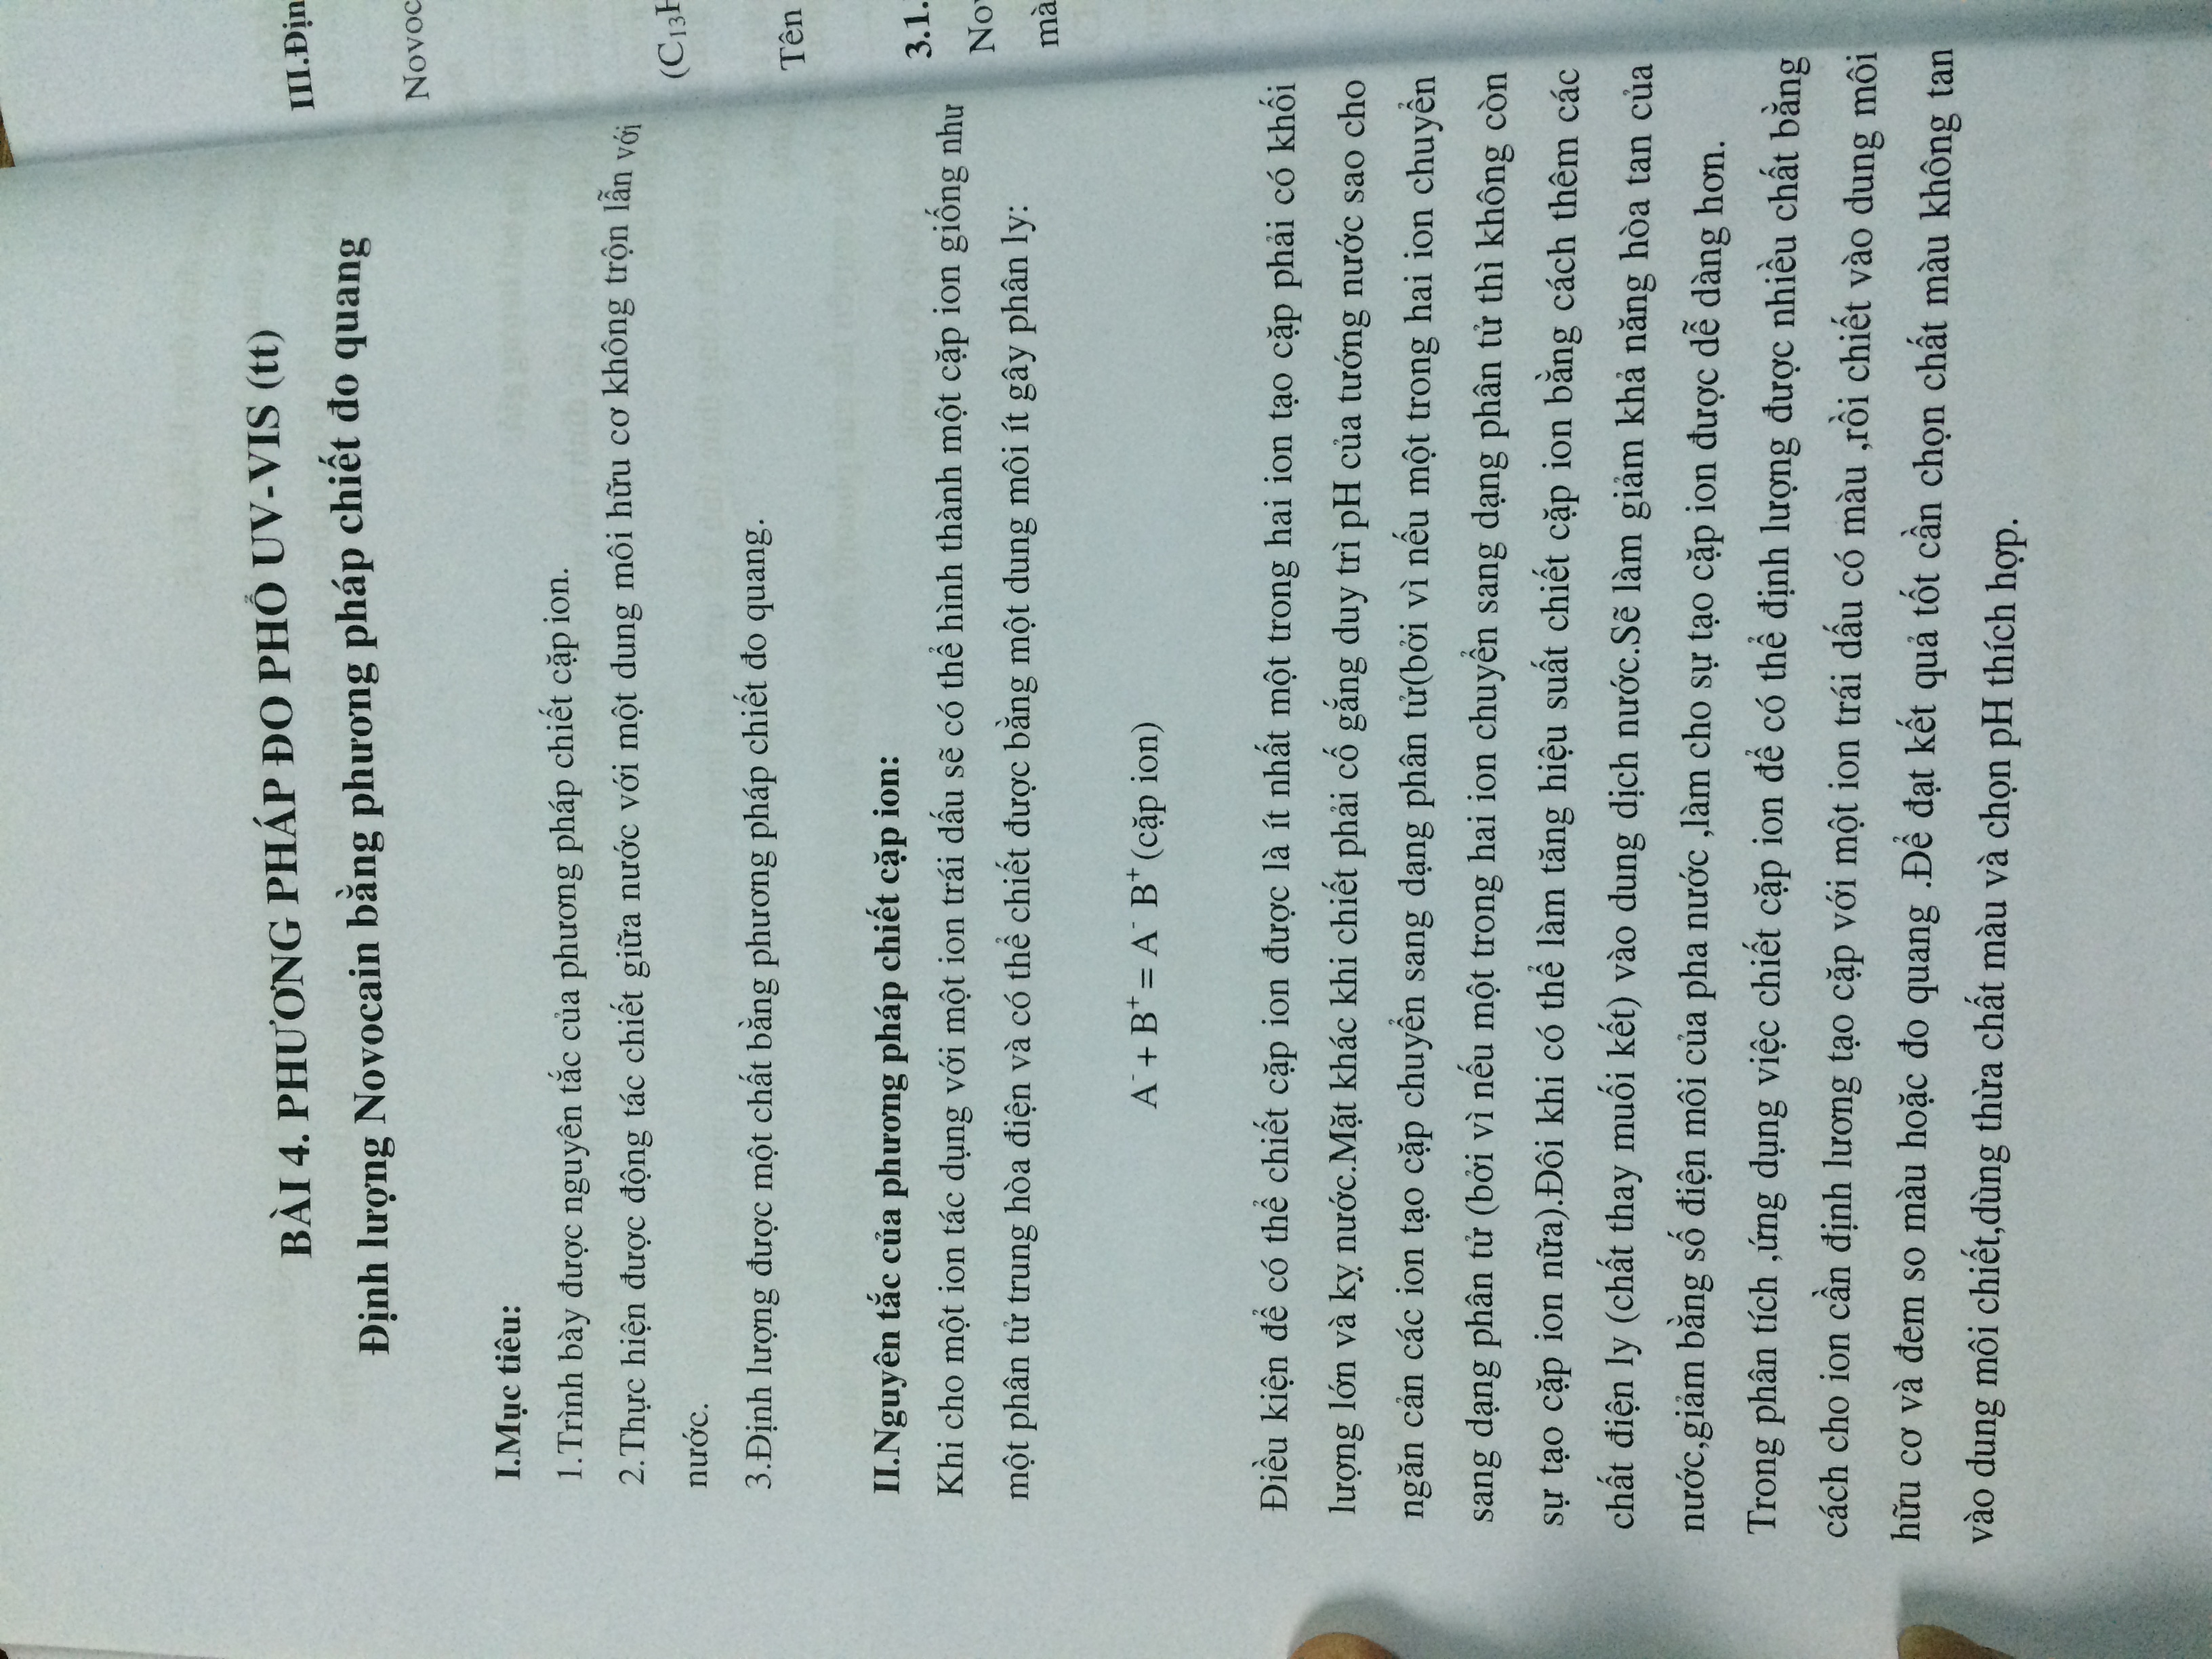 BÀI 4. PHƯƠNG PHÁP ĐO PHỔ UV-VIS (tt)
Định lượng Novocain bằng phương pháp chiết đo quang
I.Mục tiêu:
1.Trình bày được nguyên tắc của phương pháp chiết cặp ion.
2.Thực hiện được động tác chiết giữa nước với một dung môi hữu cơ không trộn lẫn với
nước.
3.Định lượng được một chất bằng phương pháp chiết đo quang.
II.Nguyên tắc của phương pháp chiết cặp ion:
Khi cho một ion tác dụng với một ion trái dấu sẽ có thể hình thành một cặp ion giống như
một phân tử trung hòa điện và có thể chiết được bằng một dung môi ít gây phân ly:
A⁻ + B⁺ = A⁻ B⁺ (cặp ion)
Điều kiện để có thể chiết cặp ion được là ít nhất một trong hai ion tạo cặp phải có khối
lượng lớn và kỵ nước.Mặt khác khi chiết phải cố gắng duy trì pH của tướng nước sao cho
ngăn cản các ion tạo cặp chuyển sang dạng phân tử(bởi vì nếu một trong hai ion chuyển
sang dạng phân tử (bởi vì nếu một trong hai ion chuyển sang dạng phân tử thì không còn
sự tạo cặp ion nữa).Đôi khi có thể làm tăng hiệu suất chiết cặp ion bằng cách thêm các
chất điện ly (chất thay muối kết) vào dung dịch nước.Sẽ làm giảm khả năng hòa tan của
nước,giảm bằng số điện môi của pha nước ,làm cho sự tạo cặp ion được dễ dàng hơn.
Trong phân tích ,ứng dụng việc chiết cặp ion để có thể định lượng được nhiều chất bằng
cách cho ion cần định lương tạo cặp với một ion trái dấu có màu ,rồi chiết vào dung môi
hữu cơ và đem so màu hoặc đo quang .Để đạt kết quả tốt cần chọn chất màu không tan
vào dung môi chiết,dùng thừa chất màu và chọn pH thích hợp.
III.Địn
Novoc
(C₁₃H
Tên
3.1.
No
mà